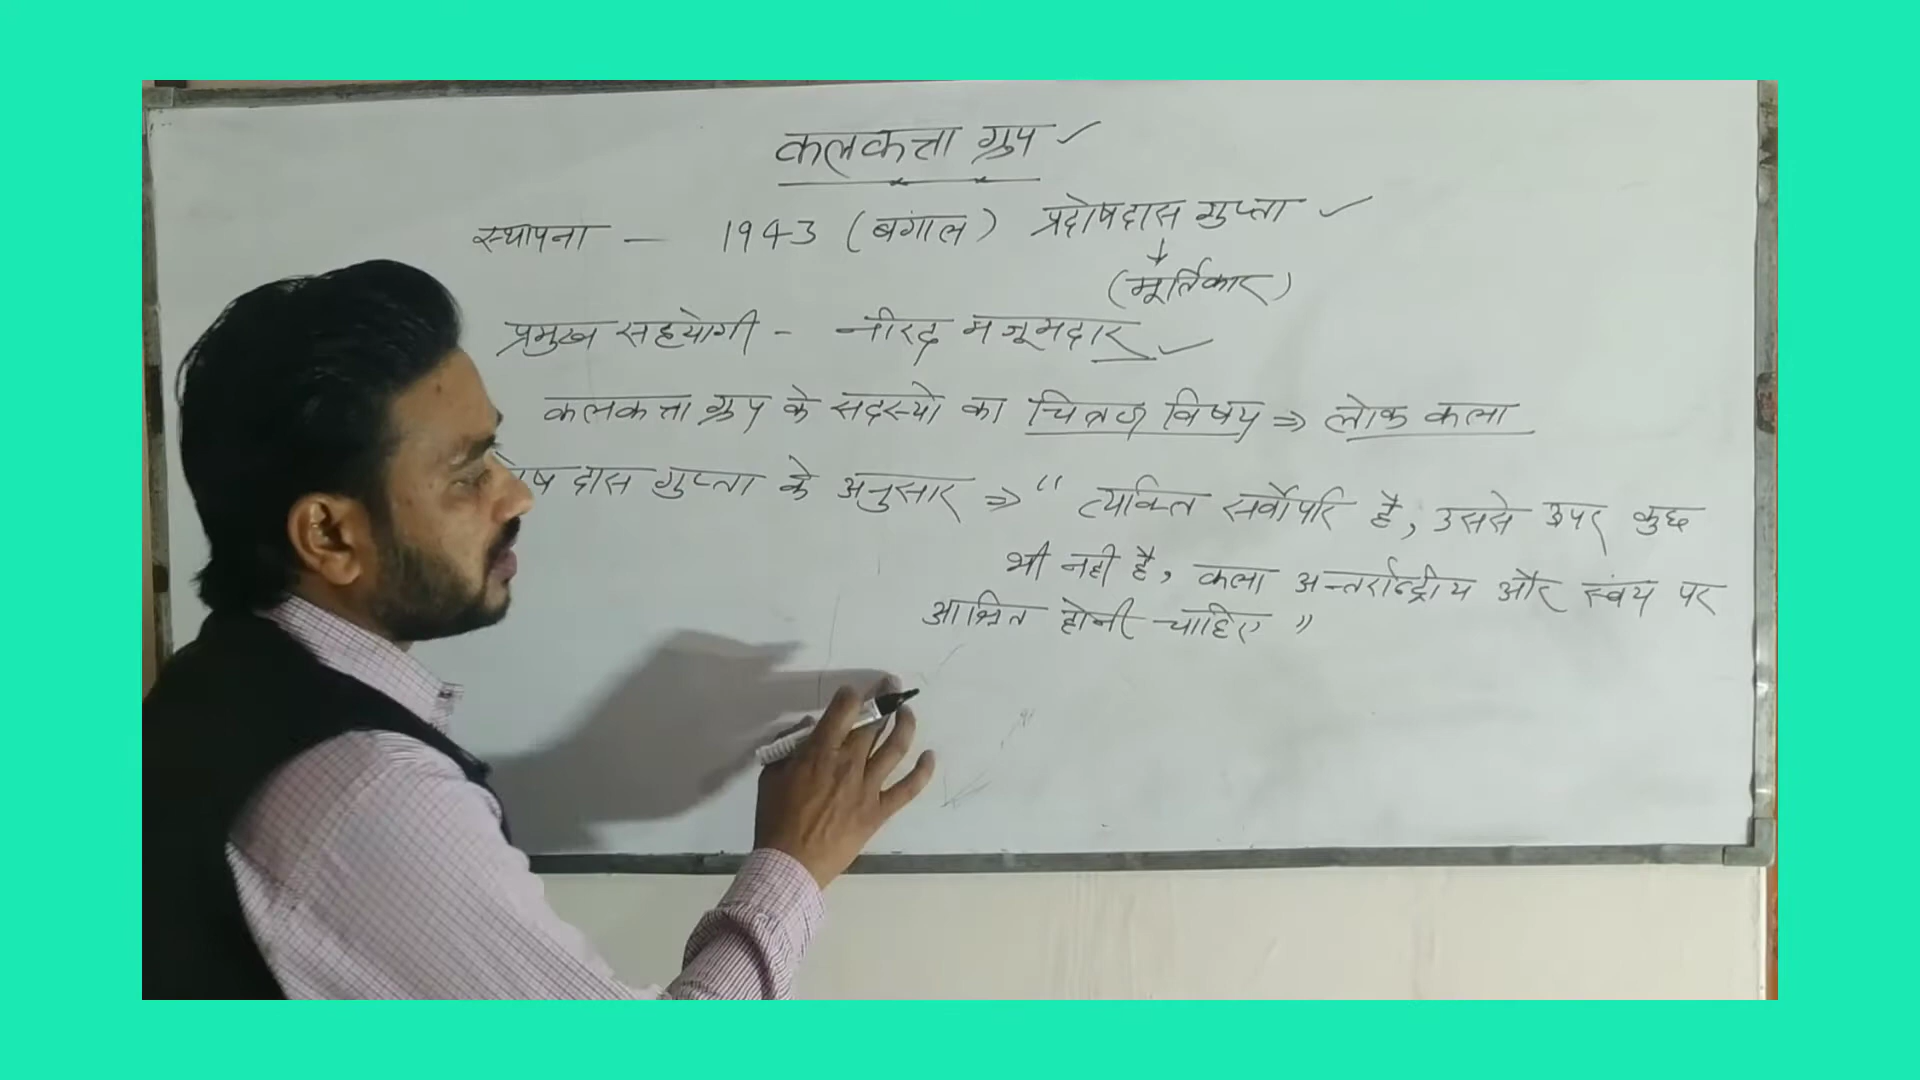 कलकत्ता ग्रुप
स्थापना – 1943 (बंगाल) प्रदोषदास गुप्ता
(मूर्तिकार)
प्रमुख सहयोगी - नीरद मजूमदार
कलकत्ता ग्रुप के सदस्यो का चित्रण विषय ⇒ लोक कला
दास गुप्ता के अनुसार ⇒ “ व्यक्ति सर्वोपरि है, उससे ऊपर कुछ
भी नही है, कला अन्तर्राष्ट्रीय और स्वंय पर
आश्रित होनी चाहिए ”